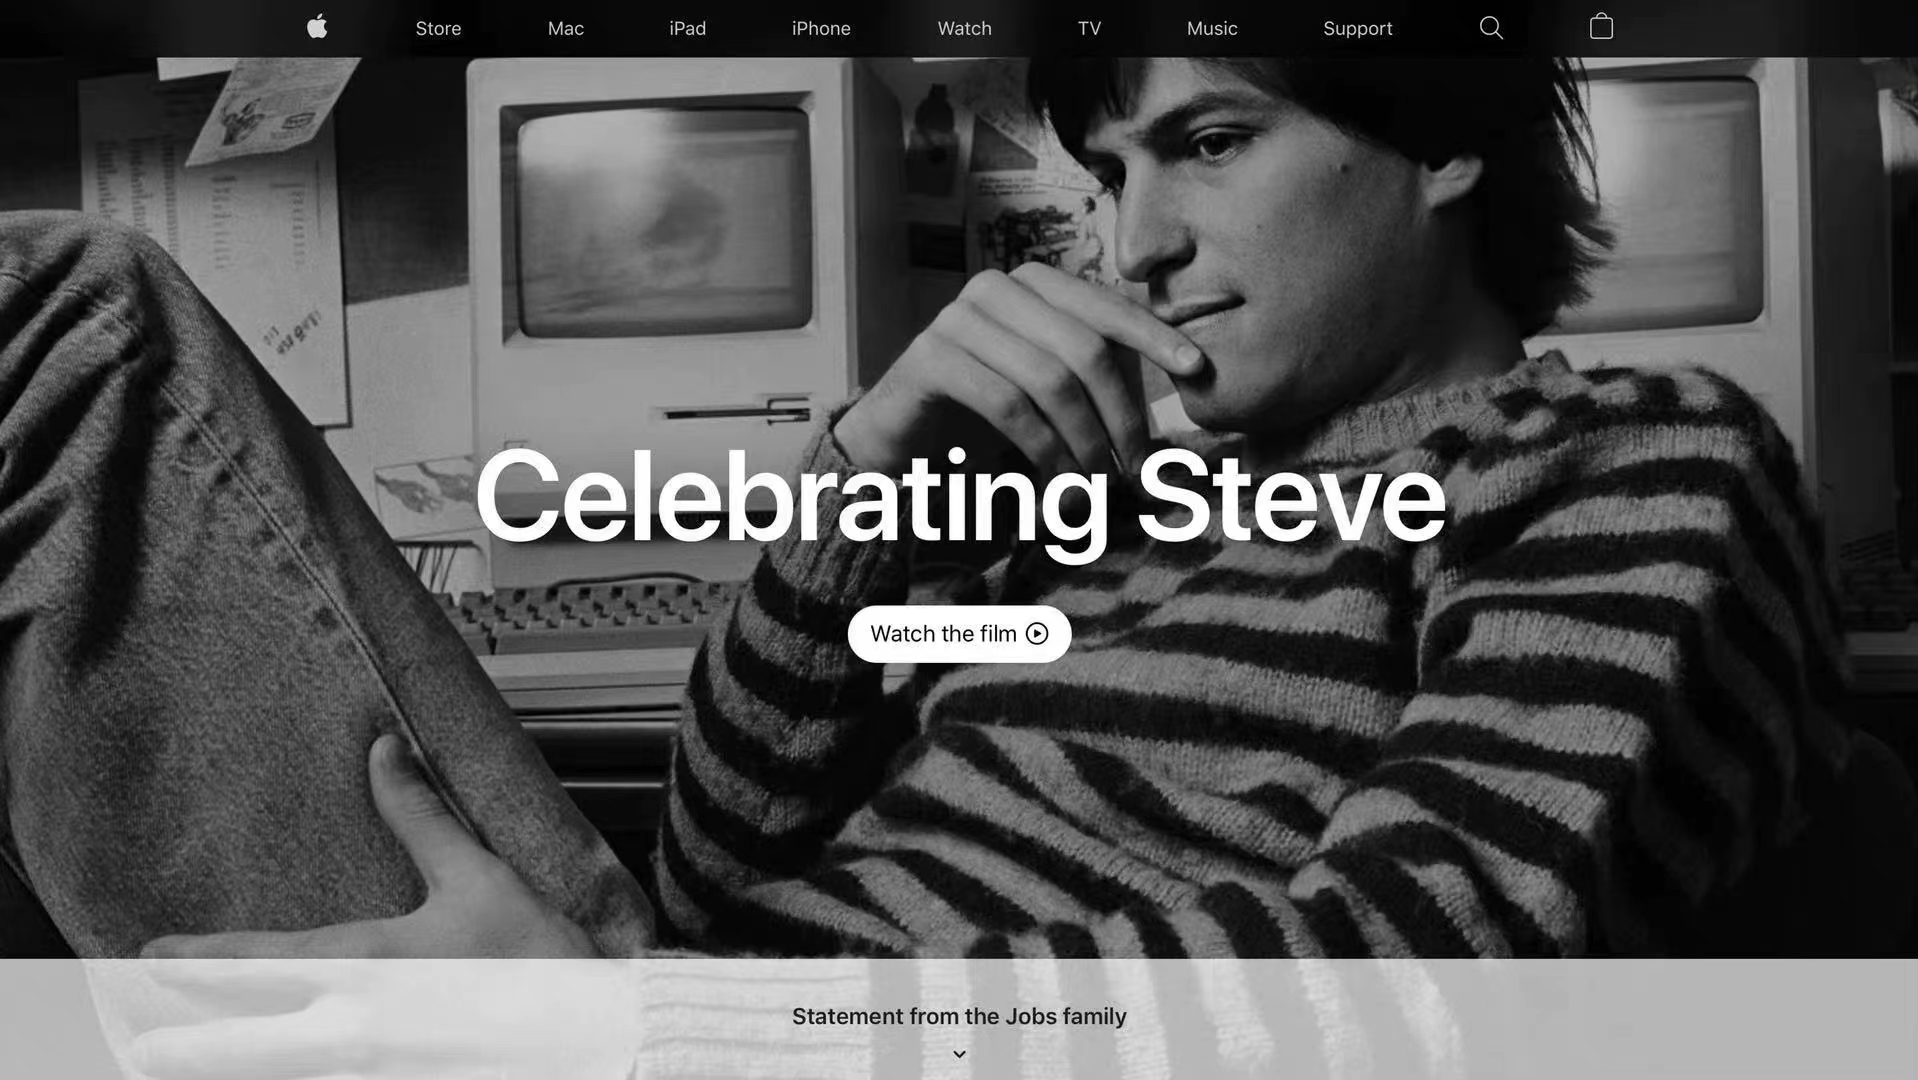 Store Mac iPad iPhone Watch TV Music Support
Celebrating Steve
Watch the film
Statement from the Jobs family